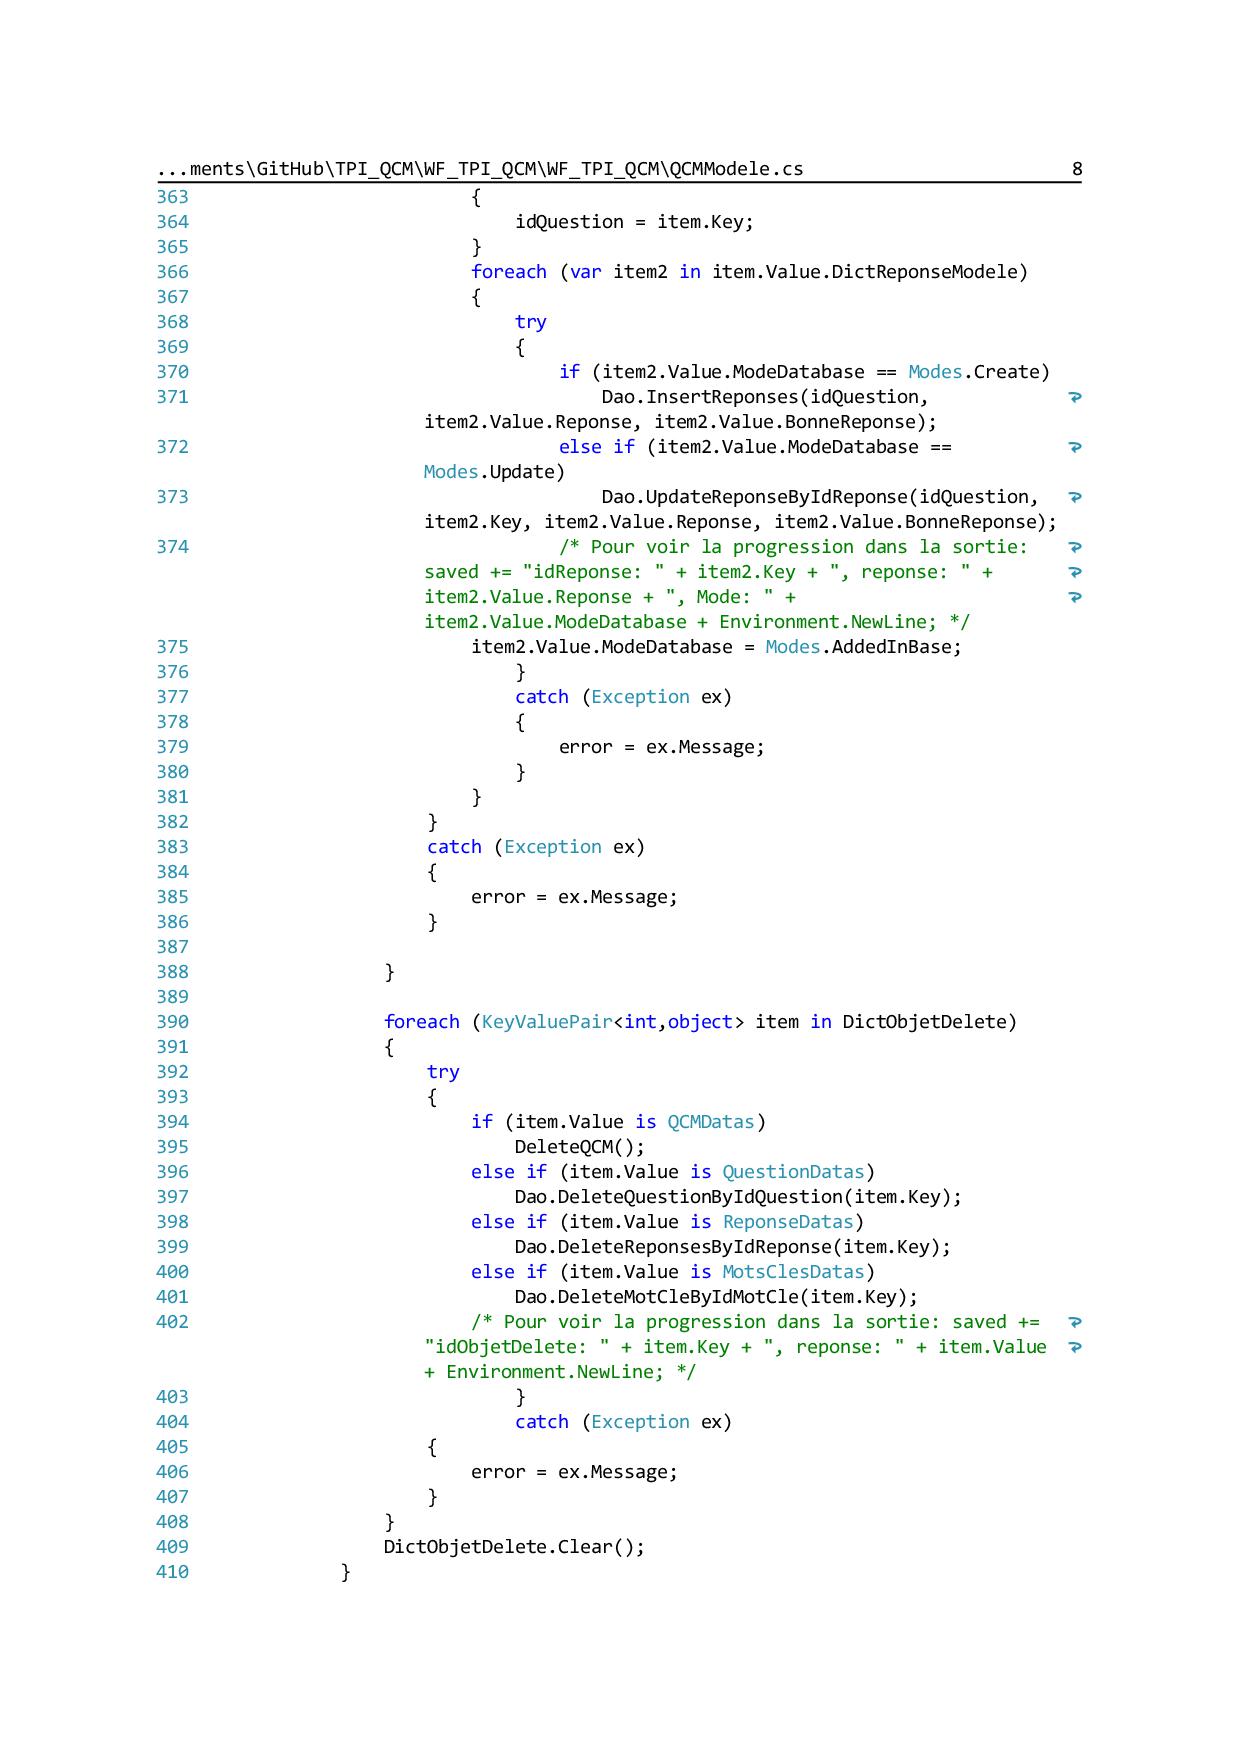 ...ments\GitHub\TPI_QCM\WF_TPI_QCM\WF_TPI_QCM\QCMModele.cs 8
363 {
364 idQuestion = item.Key;
365 }
366 foreach (var item2 in item.Value.DictReponseModele)
367 {
368 try
369 {
370 if (item2.Value.ModeDatabase == Modes.Create)
371 Dao.InsertReponses(idQuestion,
item2.Value.Reponse, item2.Value.BonneReponse);
372 else if (item2.Value.ModeDatabase ==
Modes.Update)
373 Dao.UpdateReponseByIdReponse(idQuestion,
item2.Key, item2.Value.Reponse, item2.Value.BonneReponse);
374 /* Pour voir la progression dans la sortie:
saved += "idReponse: " + item2.Key + ", reponse: " +
item2.Value.Reponse + ", Mode: " +
item2.Value.ModeDatabase + Environment.NewLine; */
375 item2.Value.ModeDatabase = Modes.AddedInBase;
376 }
377 catch (Exception ex)
378 {
379 error = ex.Message;
380 }
381 }
382 }
383 catch (Exception ex)
384 {
385 error = ex.Message;
386 }
387
388 }
389
390 foreach (KeyValuePair<int,object> item in DictObjetDelete)
391 {
392 try
393 {
394 if (item.Value is QCMDatas)
395 DeleteQCM();
396 else if (item.Value is QuestionDatas)
397 Dao.DeleteQuestionByIdQuestion(item.Key);
398 else if (item.Value is ReponseDatas)
399 Dao.DeleteReponsesByIdReponse(item.Key);
400 else if (item.Value is MotsClesDatas)
401 Dao.DeleteMotCleByIdMotCle(item.Key);
402 /* Pour voir la progression dans la sortie: saved +=
"idObjetDelete: " + item.Key + ", reponse: " + item.Value
+ Environment.NewLine; */
403 }
404 catch (Exception ex)
405 {
406 error = ex.Message;
407 }
408 }
409 DictObjetDelete.Clear();
410 }